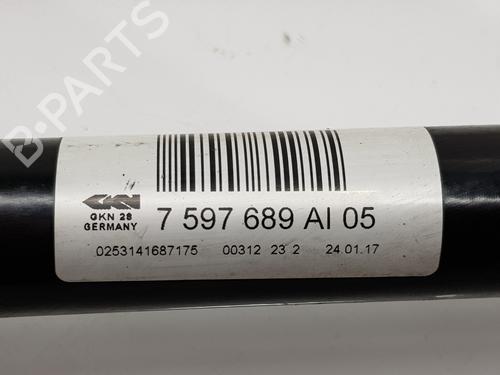 B-PARTS
GKN
GKN 28
GERMANY
7 597 689 AI 05
0253141687175 00312 23 2 24.01.17